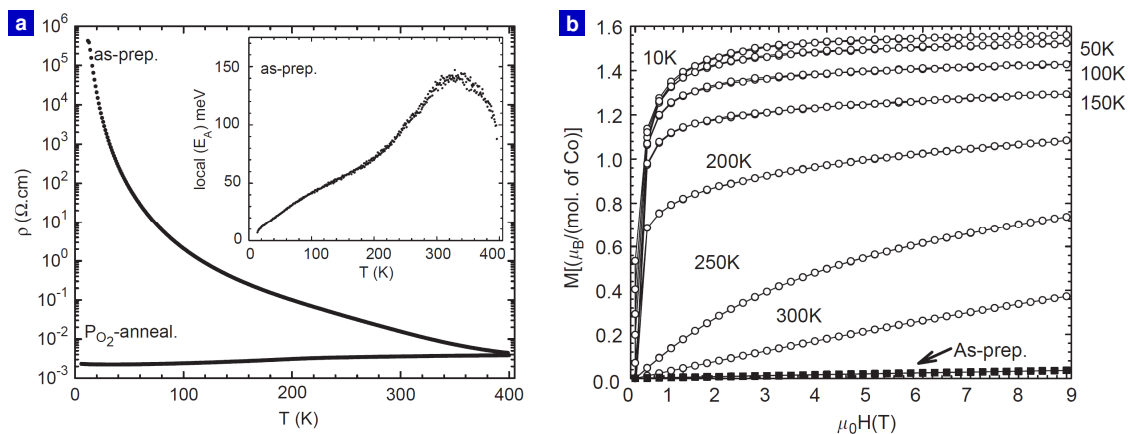 a
10⁶
10⁵
10⁴
10³
10²
10¹
10⁰
10⁻¹
10⁻²
10⁻³
ρ (Ω.cm)
as-prep.
P_O₂-anneal.
0 100 200 300 400
T (K)
as-prep.
150
100
50
0
local (E_A) meV
0 100 200 300 400
T (K)
b
1.6
1.4
1.2
1.0
0.8
0.6
0.4
0.2
0.0
M[(μ_B/(mol. of Co)]
10K
50K
100K
150K
200K
250K
300K
As-prep.
0 1 2 3 4 5 6 7 8 9
μ₀H(T)